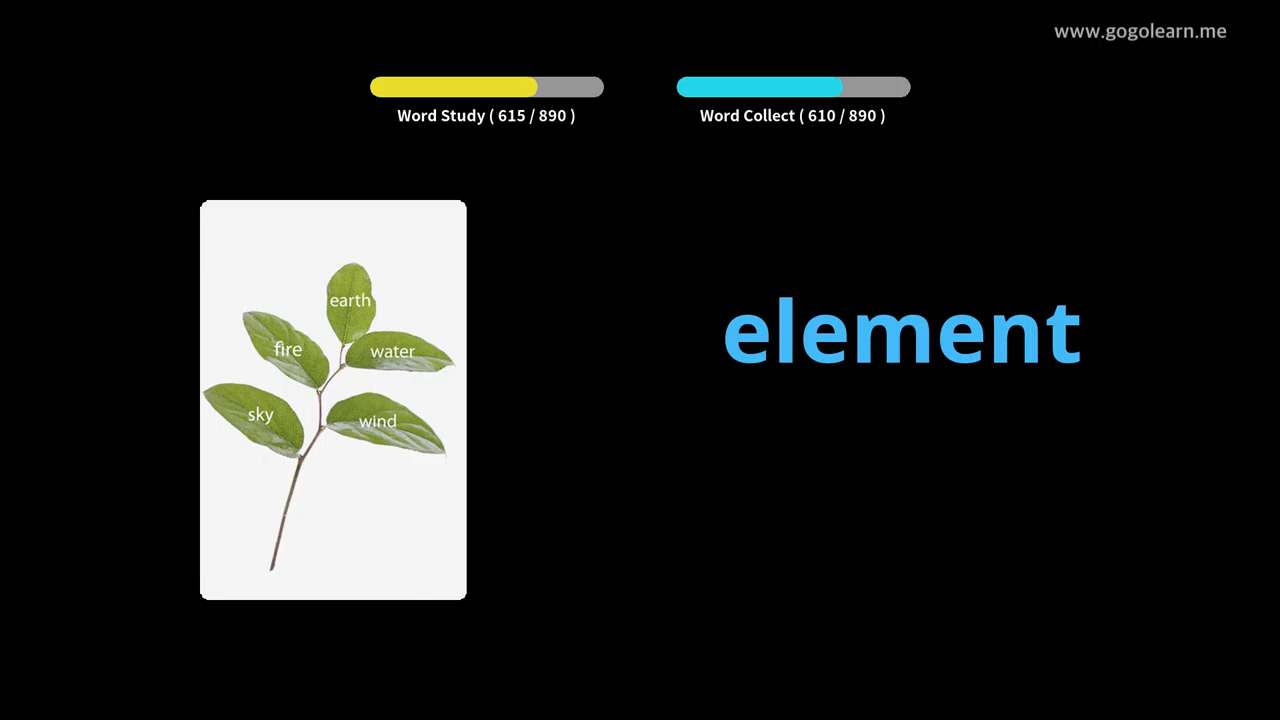 www.gogolearn.me
Word Study ( 615 / 890 )
Word Collect ( 610 / 890 )
earth
fire
water
sky
wind
element